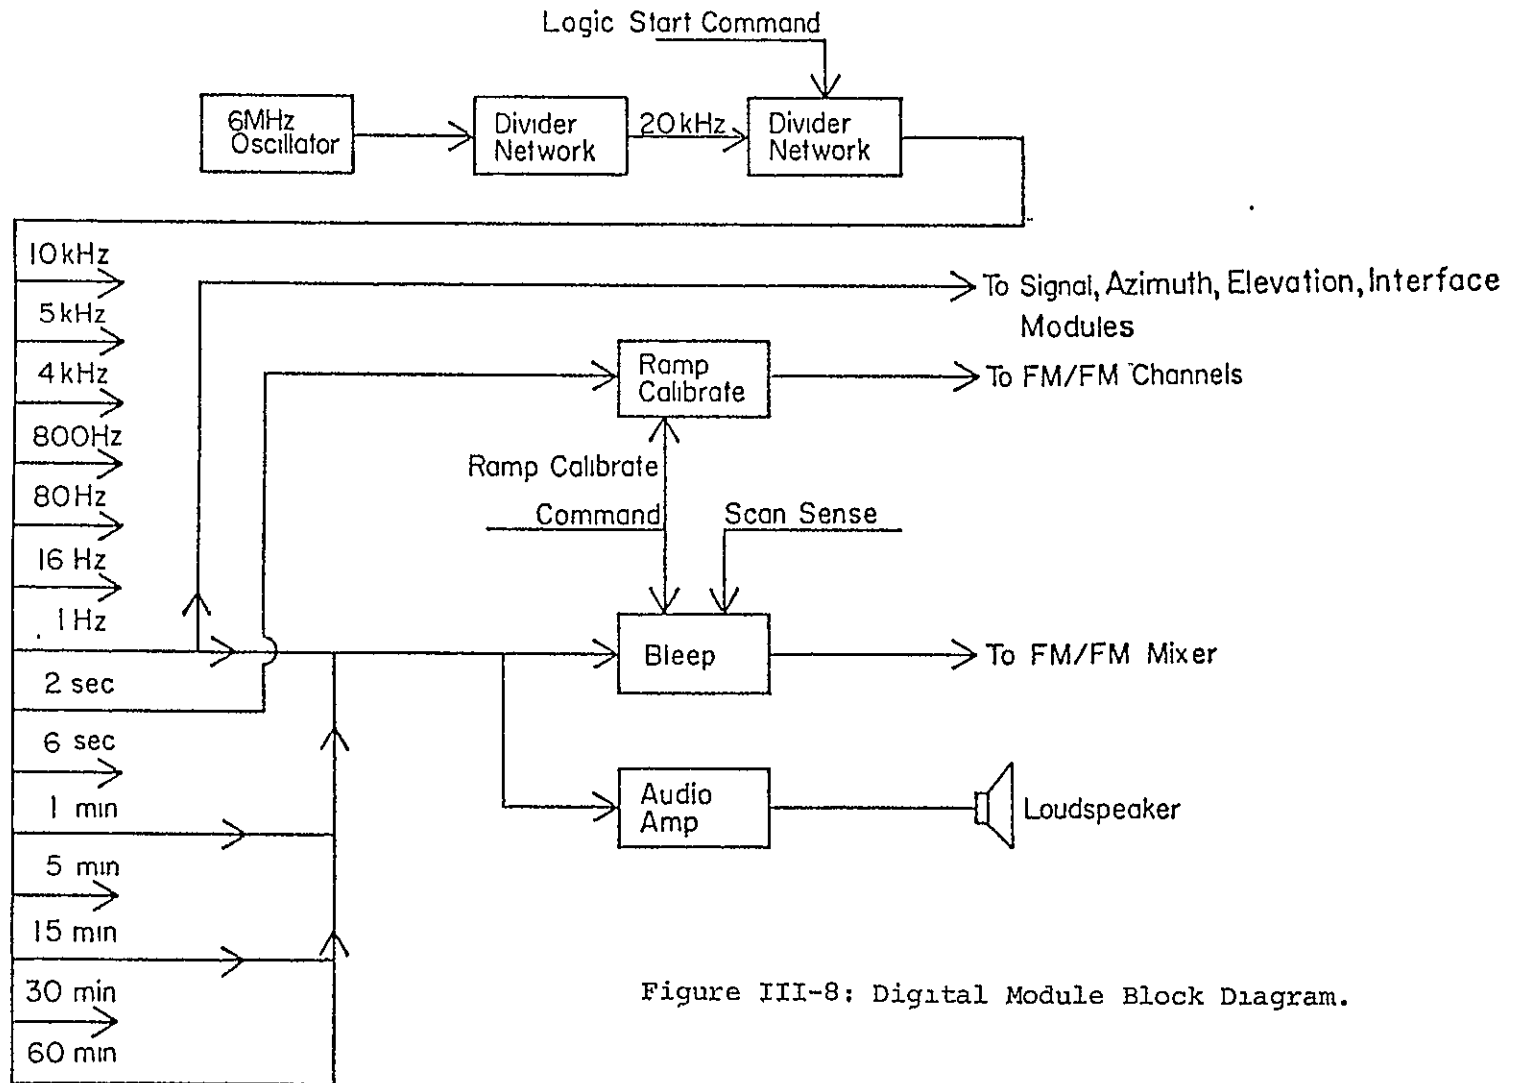 Logic Start Command
6MHz
Oscillator
Divider
Network
20kHz
Divider
Network
10kHz
5kHz
4kHz
800Hz
80Hz
16 Hz
1 Hz
2 sec
6 sec
1 min
5 min
15 min
30 min
60 min
To Signal, Azimuth, Elevation, Interface
Modules
Ramp
Calibrate
To FM/FM Channels
Ramp Calibrate
Command
Scan Sense
Bleep
To FM/FM Mixer
Audio
Amp
Loudspeaker
Figure III-8: Digital Module Block Diagram.